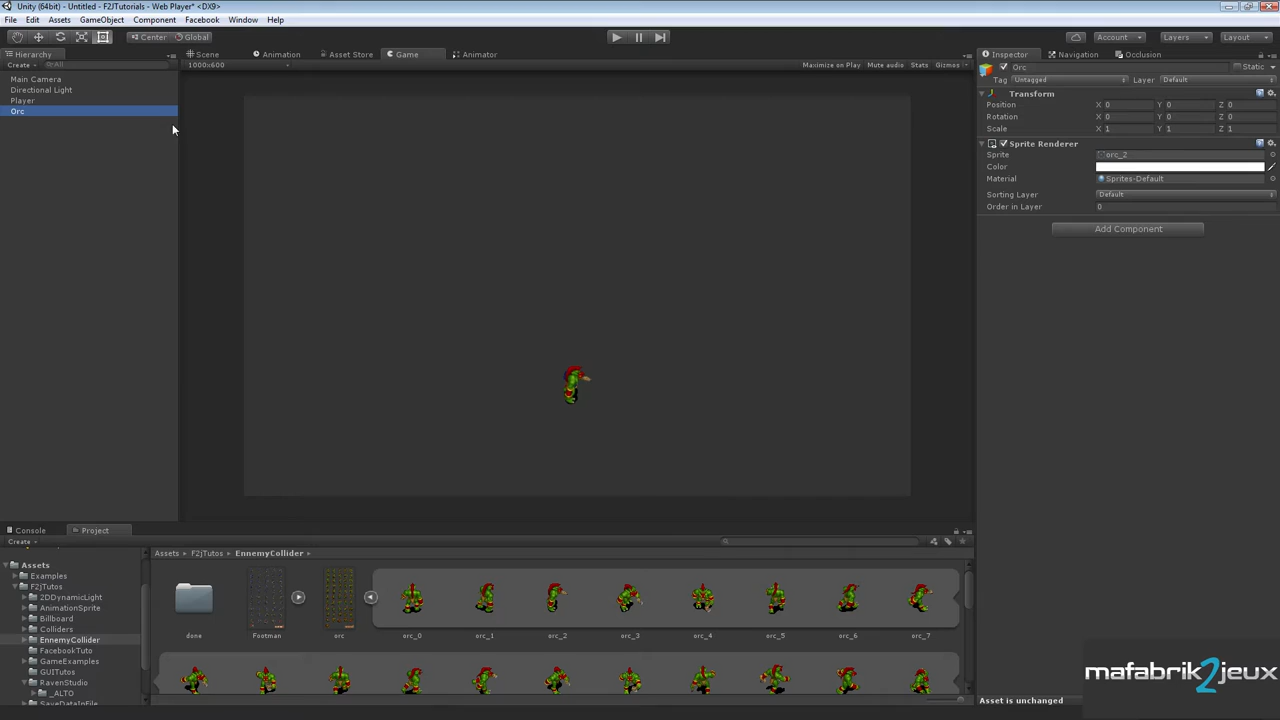 Unity (64bit) - Untitled - F2JTutorials - Web Player* <DX9>
File Edit Assets GameObject Component Facebook Window Help
Center Global Account Layers Layout
Hierarchy Scene Animation Asset Store Game Animator Inspector Navigation Occlusion
Create All 1000x600 Maximize on Play Mute audio Stats Gizmos Orc Static
Main Camera Tag Untagged Layer Default
Directional Light Transform
Player Position X 0 Y 0 Z 0
Orc Rotation X 0 Y 0 Z 0
Scale X 1 Y 1 Z 1
Sprite Renderer
Sprite orc_2
Color
Material Sprites-Default
Sorting Layer Default
Order in Layer 0
Add Component
Console Project
Create
Assets F2jTutos EnnemyCollider
Assets
Examples
F2jTutos
2DDynamicLight
AnimationSprite
Billboard
Colliders
EnnemyCollider
FacebookTuto
GameExamples
GUITutos
RavenStudio
_ALTO
SaveDataInFile
done Footman orc orc_0 orc_1 orc_2 orc_3 orc_4 orc_5 orc_6 orc_7
mafabrik2jeux
Asset is unchanged